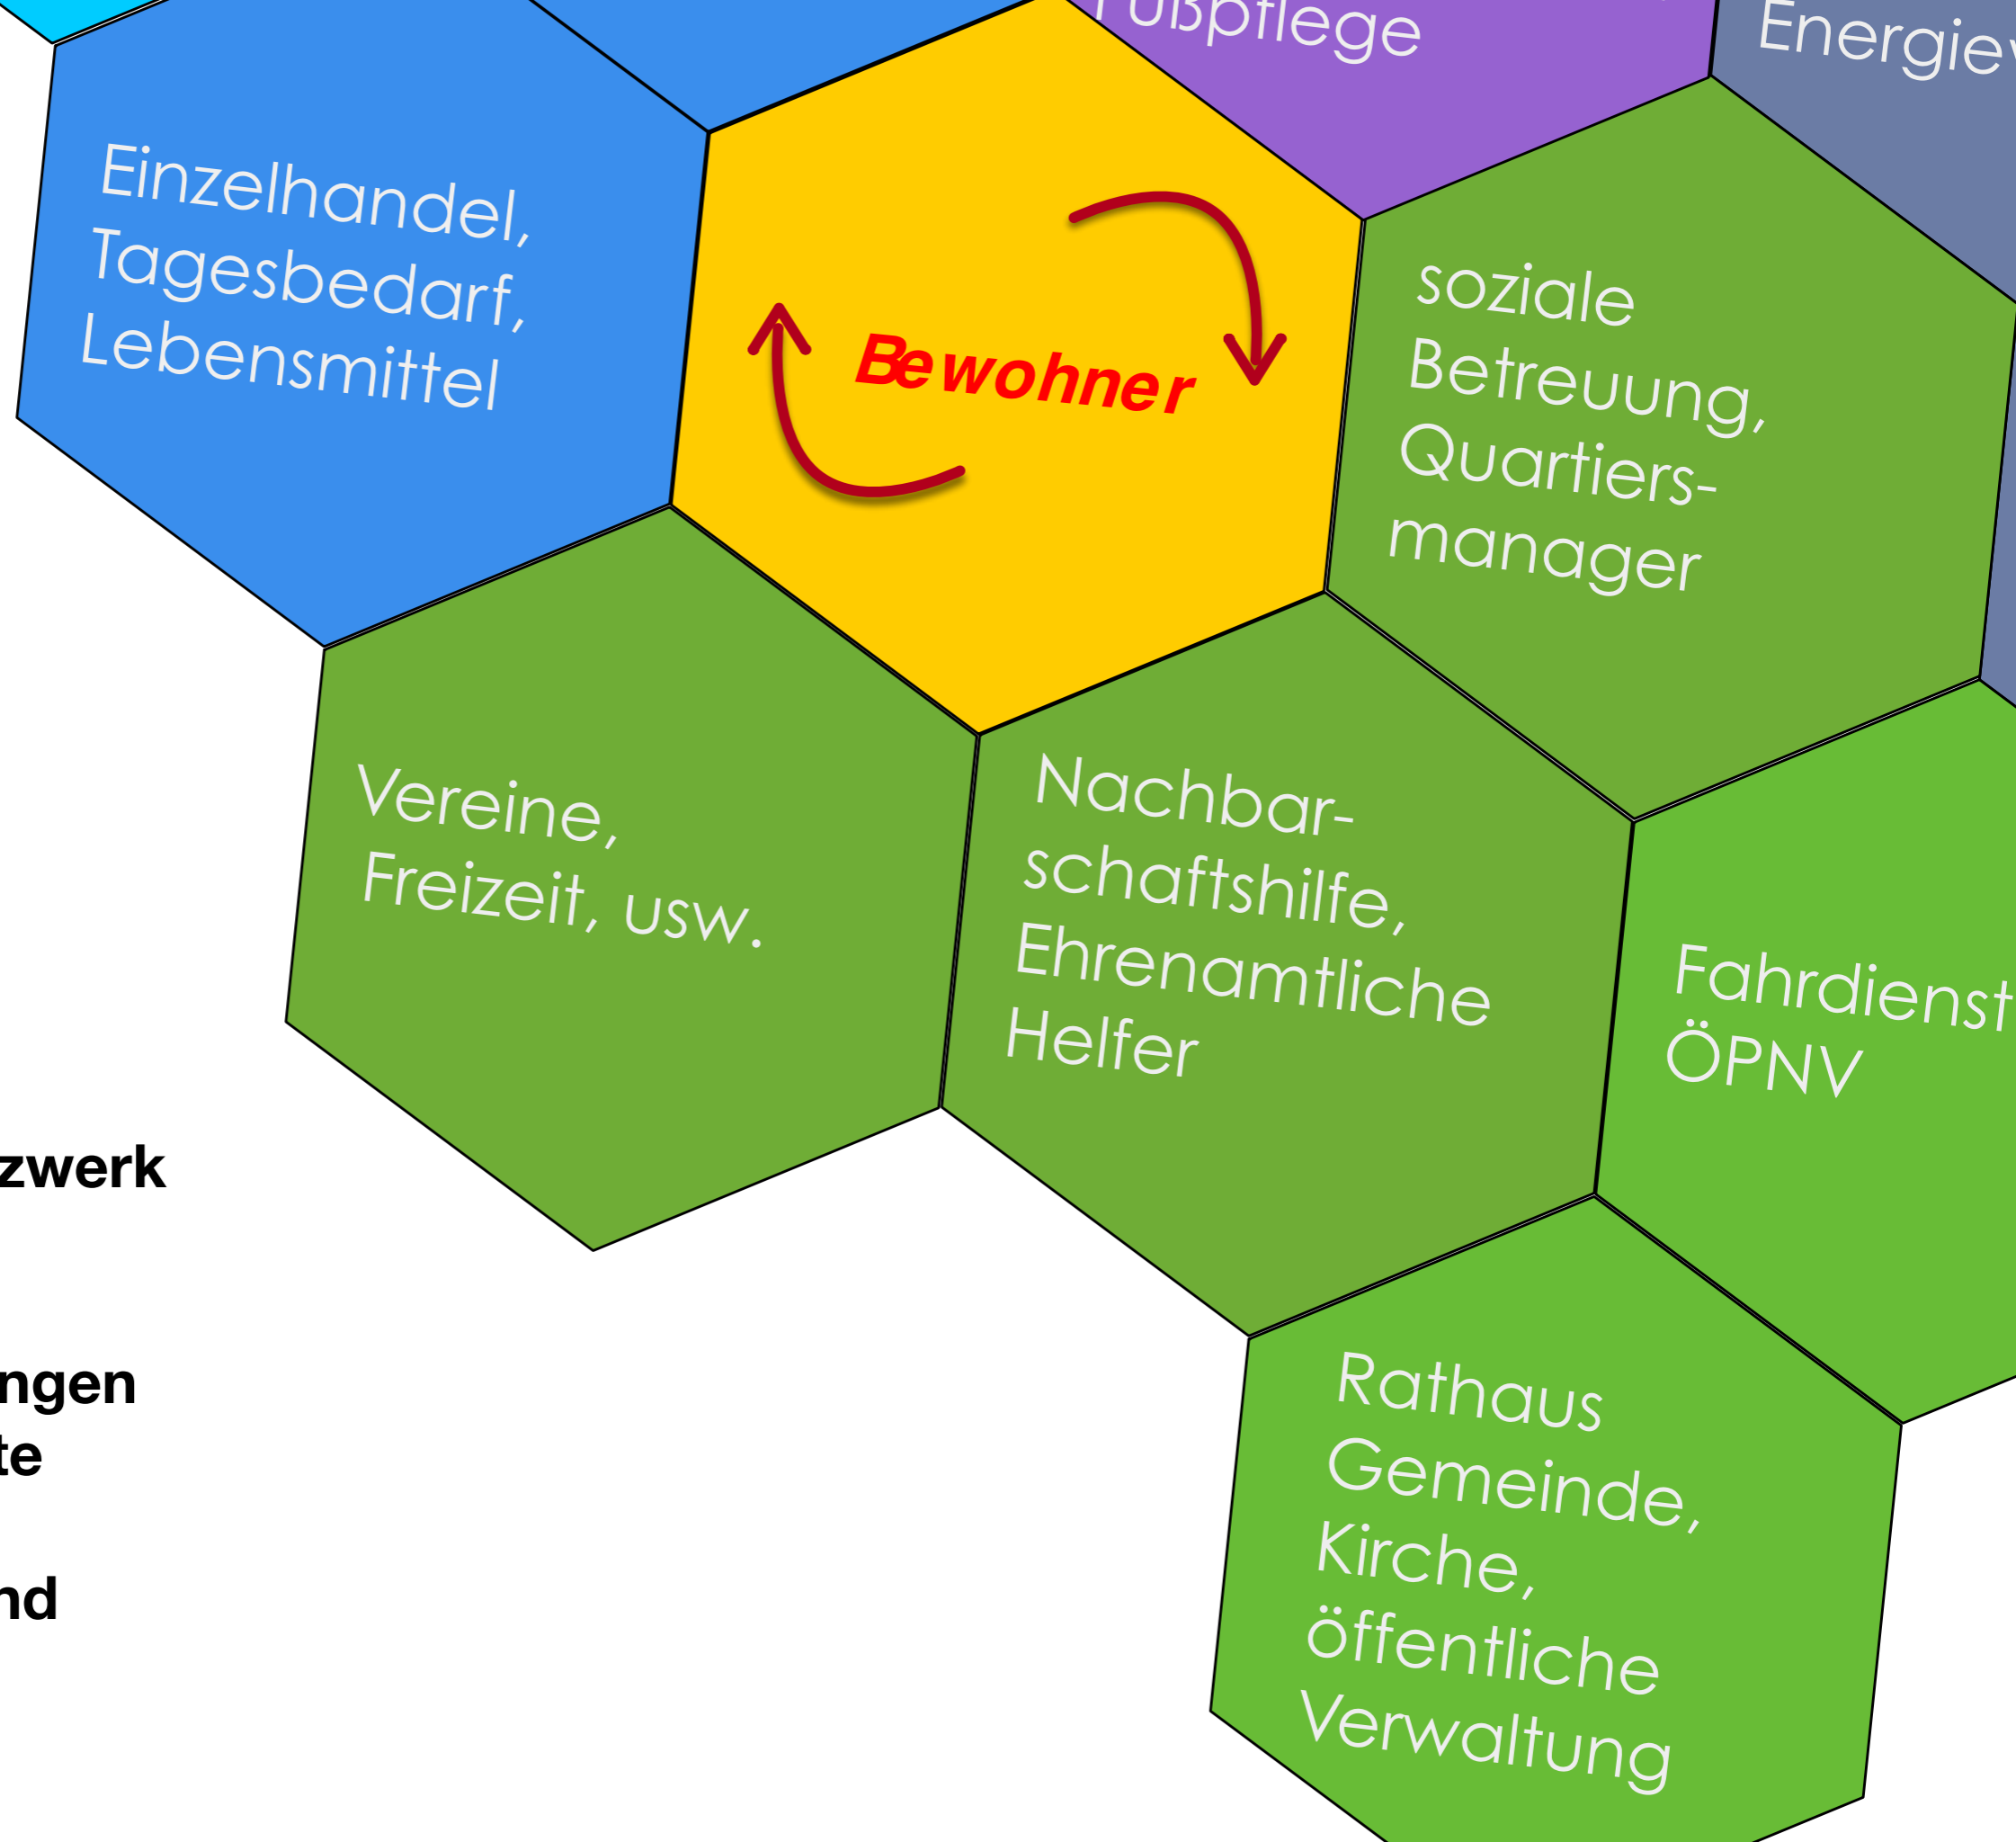 Fußpflege
Einzelhandel,
Tagesbedarf,
Lebensmittel
Bewohner
soziale
Betreuung,
Quartiers-
manager
Vereine,
Freizeit, usw.
Nachbar-
schaftshilfe,
Ehrenamtliche
Helfer
Fahrdienst
ÖPNV
Rathaus
Gemeinde,
Kirche,
öffentliche
Verwaltung